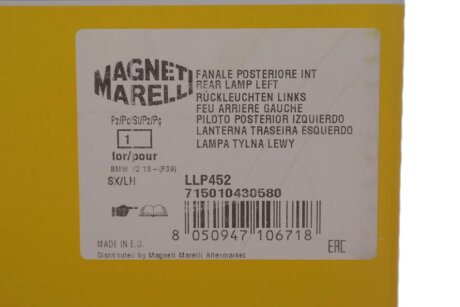 MAGNETI
MARELLI
Pz/Pc/St/Pz/Pç
1
for/pour
BMW X2 18- (F39)
SX/LH
FANALE POSTERIORE INT
REAR LAMP LEFT
RÜCKLEUCHTEN LINKS
FEU ARRIERE GAUCHE
PILOTO POSTERIOR IZQUIERDO
LANTERNA TRASEIRA ESQUERDO
LAMPA TYLNA LEWY
LLP452
715010430580
8 050947 106718
MADE IN E.U.
Distributed by Magneti Marelli Aftermarket
EAC